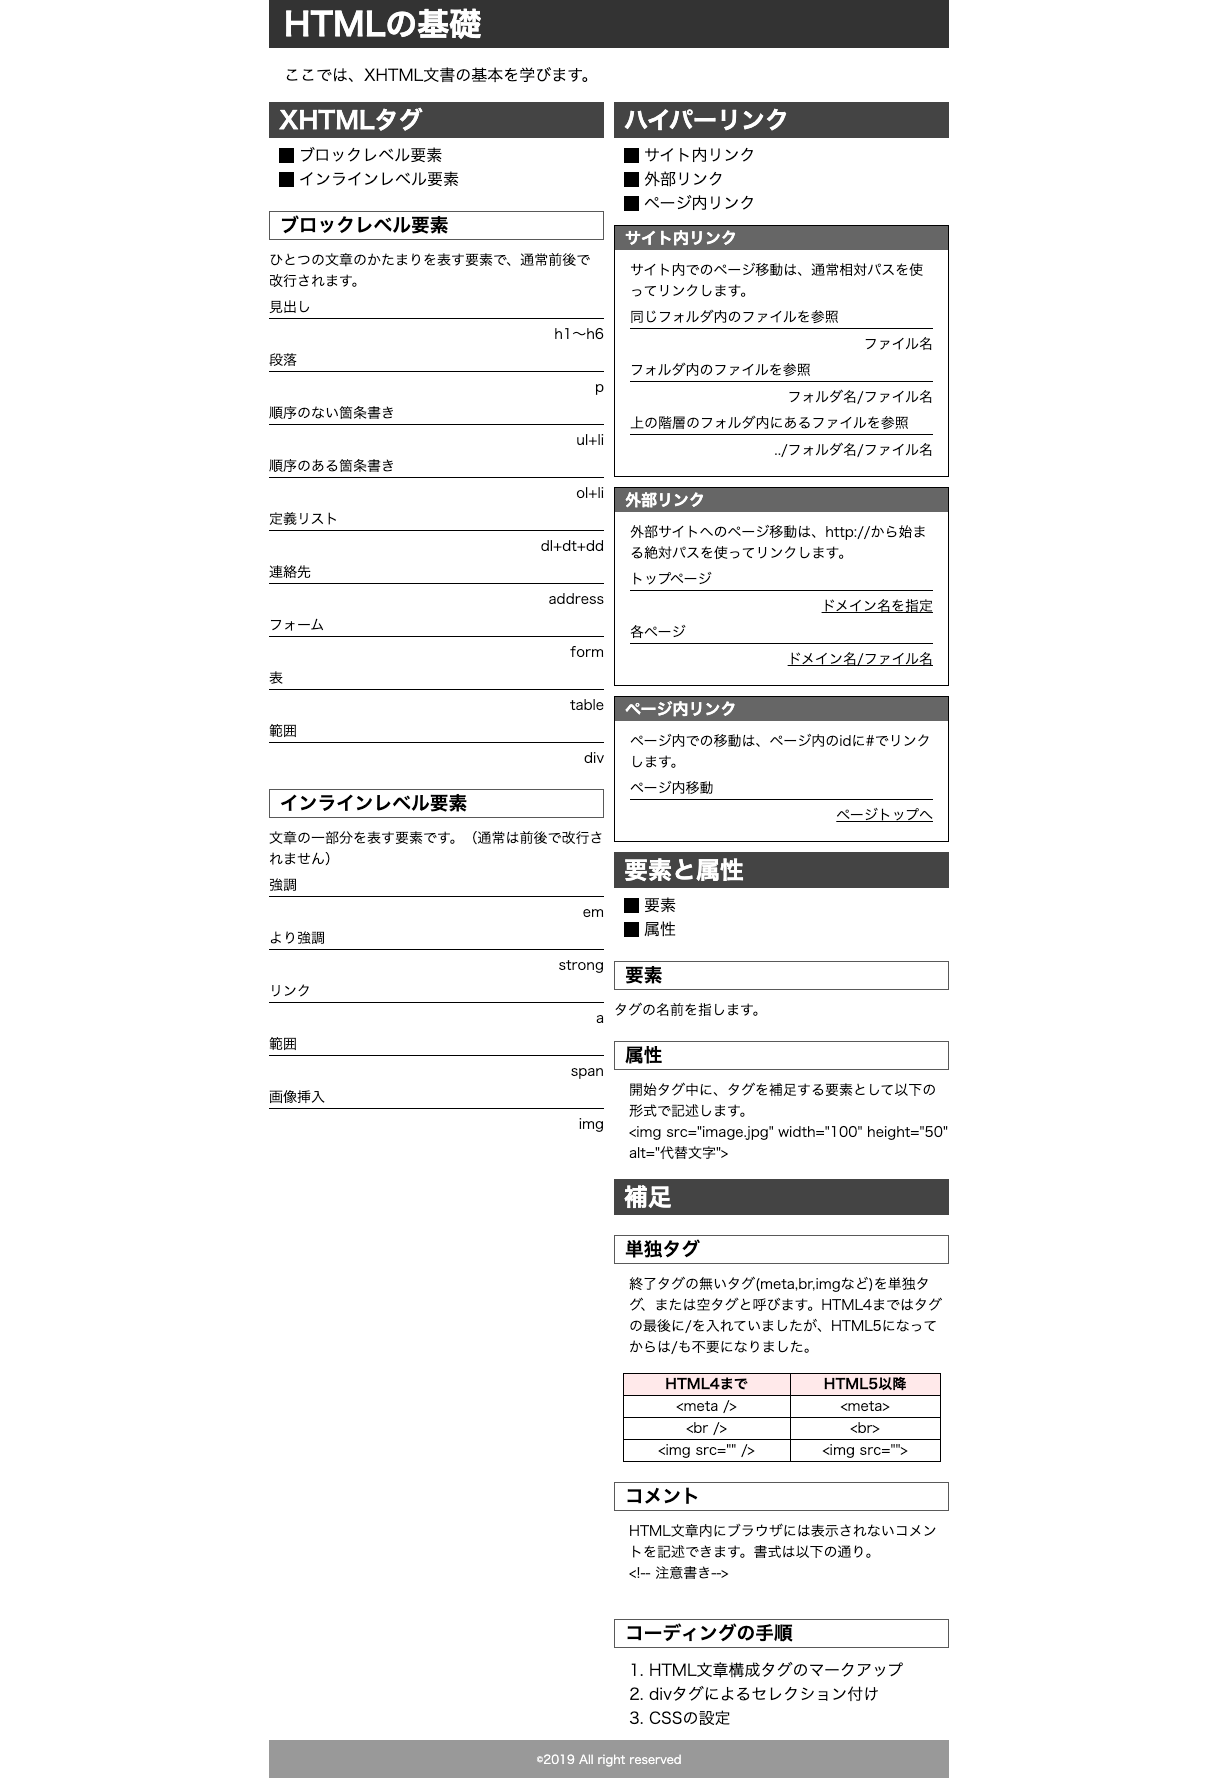 HTMLの基礎
ここでは、XHTML文書の基本を学びます。
XHTMLタグ
■ ブロックレベル要素
■ インラインレベル要素
ブロックレベル要素
ひとつの文章のかたまりを表す要素で、通常前後で
改行されます。
見出し
h1〜h6
段落
p
順序のない箇条書き
ul+li
順序のある箇条書き
ol+li
定義リスト
dl+dt+dd
連絡先
address
フォーム
form
表
table
範囲
div
インラインレベル要素
文章の一部分を表す要素です。（通常は前後で改行さ
れません）
強調
em
より強調
strong
リンク
a
範囲
span
画像挿入
img
ハイパーリンク
■ サイト内リンク
■ 外部リンク
■ ページ内リンク
サイト内リンク
サイト内でのページ移動は、通常相対パスを使
ってリンクします。
同じフォルダ内のファイルを参照
ファイル名
フォルダ内のファイルを参照
フォルダ名/ファイル名
上の階層のフォルダ内にあるファイルを参照
../フォルダ名/ファイル名
外部リンク
外部サイトへのページ移動は、http://から始ま
る絶対パスを使ってリンクします。
トップページ
ドメイン名を指定
各ページ
ドメイン名/ファイル名
ページ内リンク
ページ内での移動は、ページ内のidに#でリンク
します。
ページ内移動
ページトップへ
要素と属性
■ 要素
■ 属性
要素
タグの名前を指します。
属性
開始タグ中に、タグを補足する要素として以下の
形式で記述します。
<img src="image.jpg" width="100" height="50"
alt="代替文字">
補足
単独タグ
終了タグの無いタグ(meta,br,imgなど)を単独タ
グ、または空タグと呼びます。HTML4まではタグ
の最後に/を入れていましたが、HTML5になって
からは/も不要になりました。
HTML4まで HTML5以降
<meta /> <meta>
<br /> <br>
<img src="" /> <img src="">
コメント
HTML文章内にブラウザには表示されないコメン
トを記述できます。書式は以下の通り。
<!-- 注意書き-->
コーディングの手順
1. HTML文章構成タグのマークアップ
2. divタグによるセレクション付け
3. CSSの設定
©2019 All right reserved